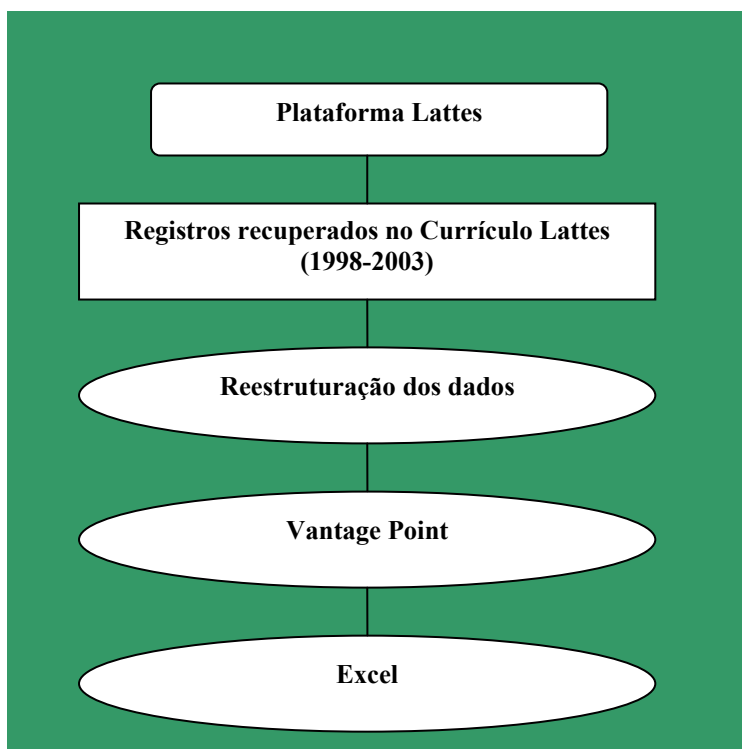 Plataforma Lattes
Registros recuperados no Currículo Lattes
(1998-2003)
Reestruturação dos dados
Vantage Point
Excel